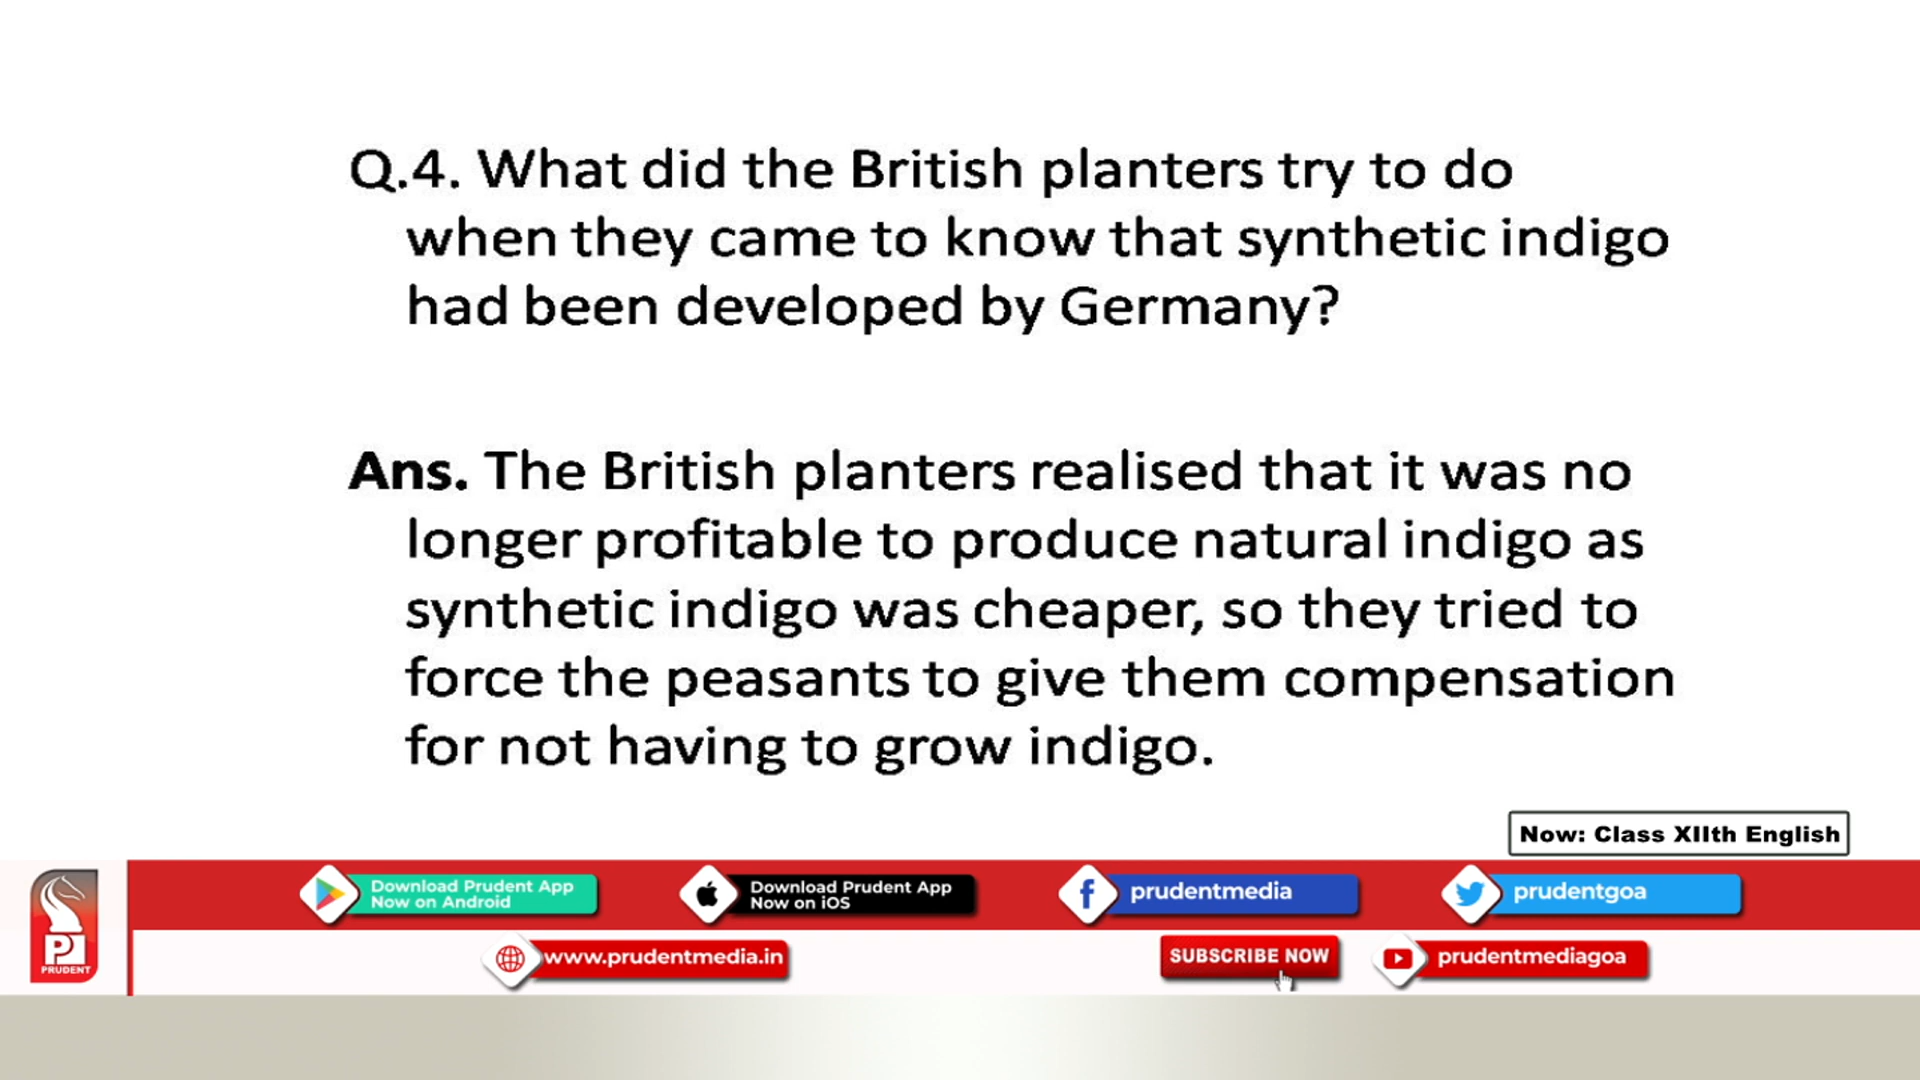 Q.4. What did the British planters try to do
when they came to know that synthetic indigo
had been developed by Germany?
Ans. The British planters realised that it was no
longer profitable to produce natural indigo as
synthetic indigo was cheaper, so they tried to
force the peasants to give them compensation
for not having to grow indigo.
Now: Class XIIth English
Download Prudent App
Now on Android
Download Prudent App
Now on iOS
prudentmedia
prudentgoa
PRUDENT
www.prudentmedia.in
SUBSCRIBE NOW
prudentmediagoa